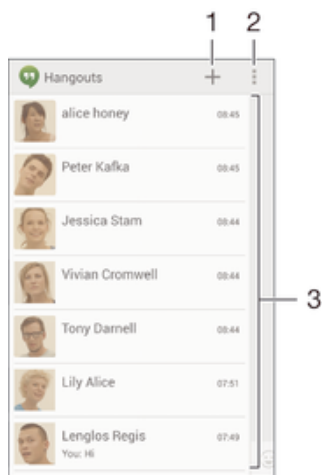 1 2
Hangouts
alice honey 08:45
Peter Kafka 08:45
Jessica Stam 08:44
Vivian Cromwell 08:44
3
Tony Darnell 08:44
Lily Alice 07:51
Lenglos Regis 07:49
You: Hi